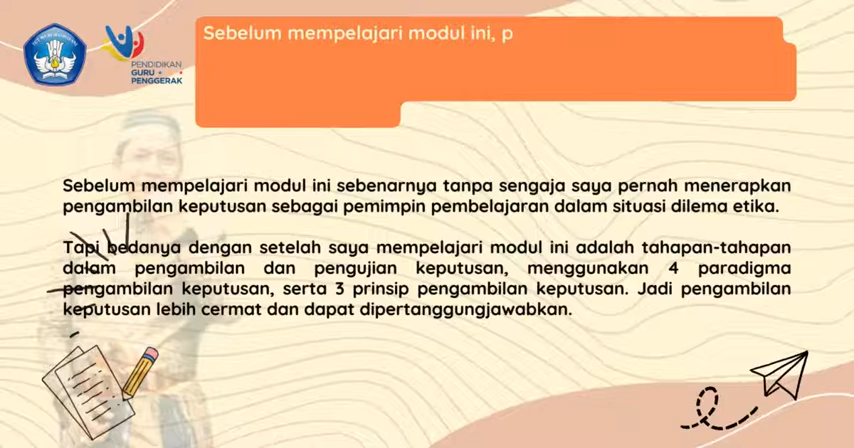 PENDIDIKAN
GURU
PENGGERAK
Sebelum mempelajari modul ini, p
Sebelum mempelajari modul ini sebenarnya tanpa sengaja saya pernah menerapkan
pengambilan keputusan sebagai pemimpin pembelajaran dalam situasi dilema etika.
Tapi bedanya dengan setelah saya mempelajari modul ini adalah tahapan-tahapan
dalam pengambilan dan pengujian keputusan, menggunakan 4 paradigma
pengambilan keputusan, serta 3 prinsip pengambilan keputusan. Jadi pengambilan
keputusan lebih cermat dan dapat dipertanggungjawabkan.